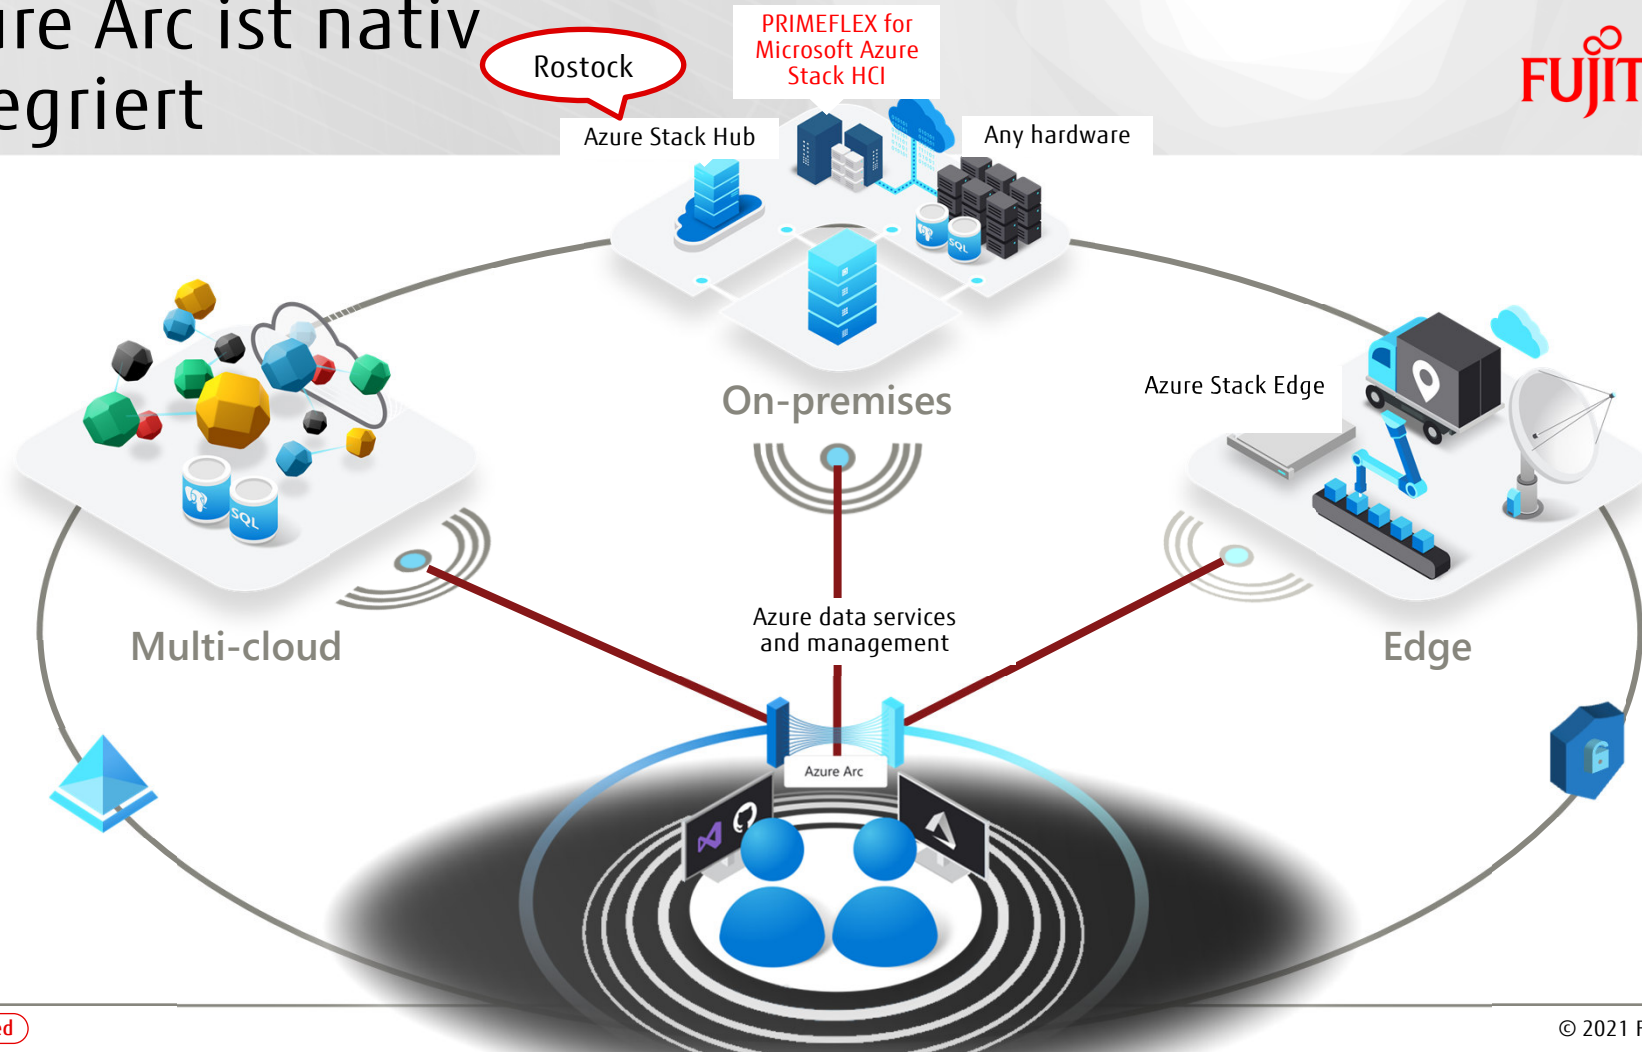 ure Arc ist nativ
egriert
Rostock
PRIMEFLEX for
Microsoft Azure
Stack HCI
FUJIT
Azure Stack Hub
Any hardware
SQL
On-premises
Azure Stack Edge
SQL
Azure data services
and management
Multi-cloud
Edge
Azure Arc
ed
© 2021 F